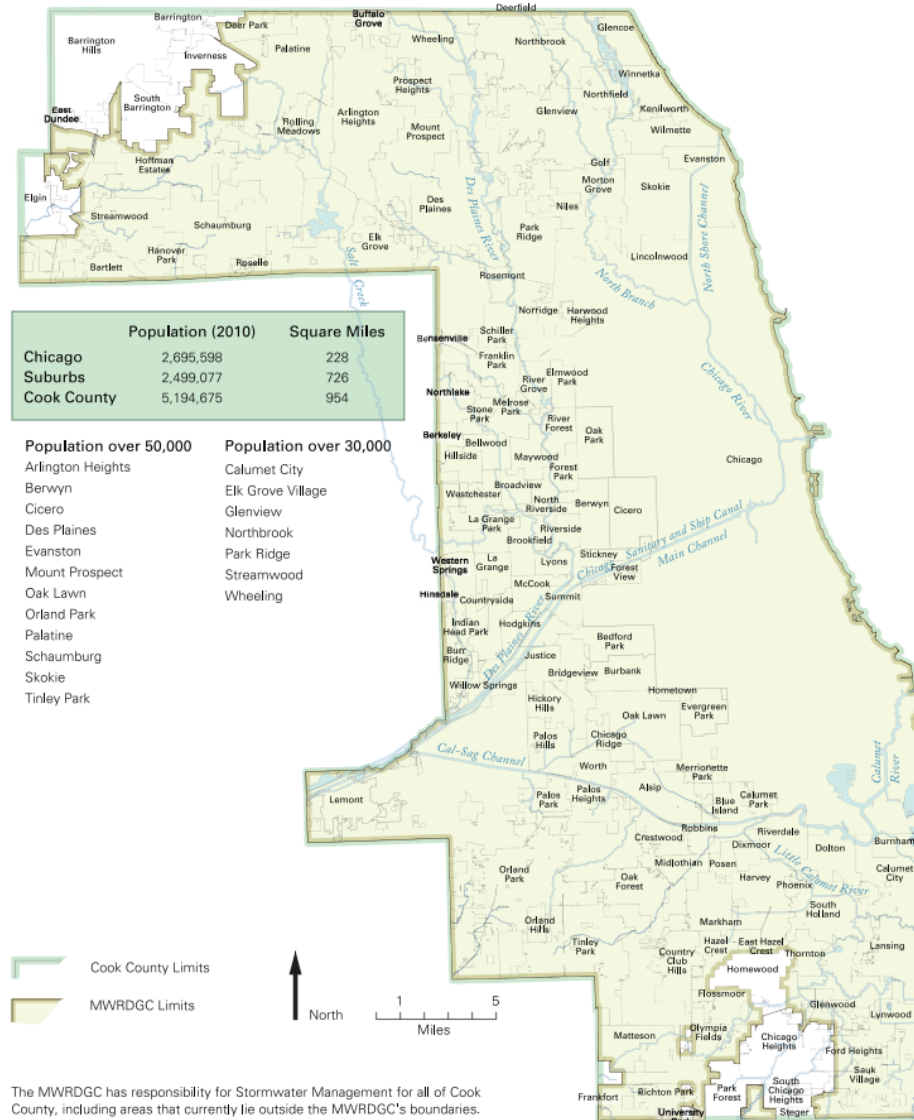 Deerfield
Barrington
Buffalo
Grove
Deer Park
Glencoe
Barrington
Hills
Palatine
Wheeling
Northbrook
Inverness
Winnetka
Prospect
Heights
Northfield
South
Barrington
East
Dundee
Arlington
Heights
Glenview
Kenilworth
Rolling
Meadows
Mount
Prospect
Wilmette
Hoffman
Estates
Golf
Evanston
Morton
Grove
Skokie
Elgin
Des
Plaines
Des Plaines River
Niles
North Shore Channel
Streamwood
Schaumburg
Park
Ridge
Elk
Grove
Hanover
Park
Salt Creek
Lincolnwood
Bartlett
Roselle
Rosemont
North Branch
Norridge
Harwood
Heights
Population (2010) Square Miles
Chicago 2,695,598 228
Suburbs 2,499,077 726
Cook County 5,194,675 954
Bensenville
Schiller
Park
Franklin
Park
Elmwood
Park
River
Grove
Chicago River
Northlake
Melrose
Park
Stone
Park
River
Forest
Oak
Park
Berkeley
Bellwood
Hillside
Maywood
Forest
Park
Chicago
Broadview
Westchester
North
Riverside
Berwyn
Cicero
La Grange
Park
Riverside
Brookfield
Chicago Sanitary and Ship Canal
Main Channel
Stickney
Western
Springs
La
Grange
Lyons
Forest
View
McCook
Hinsdale
Countryside
Summit
Population over 50,000
Arlington Heights
Berwyn
Cicero
Des Plaines
Evanston
Mount Prospect
Oak Lawn
Orland Park
Palatine
Schaumburg
Skokie
Tinley Park
Population over 30,000
Calumet City
Elk Grove Village
Glenview
Northbrook
Park Ridge
Streamwood
Wheeling
Indian
Head Park
Hodgkins
Des Plaines River
Bedford
Park
Burr
Ridge
Justice
Bridgeview
Burbank
Willow Springs
Hometown
Hickory
Hills
Evergreen
Park
Oak Lawn
Palos
Hills
Chicago
Ridge
Cal-Sag Channel
Calumet
River
Worth
Merrionette
Park
Lemont
Palos
Park
Palos
Heights
Alsip
Blue
Island
Calumet
Park
Robbins
Riverdale
Crestwood
Dixmoor
Dolton
Burnham
Little Calumet River
Midlothian
Posen
Calumet
City
Orland
Park
Oak
Forest
Harvey
Phoenix
South
Holland
Orland
Hills
Markham
Tinley
Park
Hazel
Crest
East Hazel
Crest
Thornton
Lansing
Country
Club
Hills
Homewood
Flossmoor
Glenwood
Lynwood
Olympia
Fields
Matteson
Chicago
Heights
Ford Heights
Sauk
Village
Richton Park
Park
Forest
South
Chicago
Heights
Frankfort
University
Park
Steger
Cook County Limits
MWRDGC Limits
North
1 5
Miles
The MWRDGC has responsibility for Stormwater Management for all of Cook
County, including areas that currently lie outside the MWRDGC's boundaries.